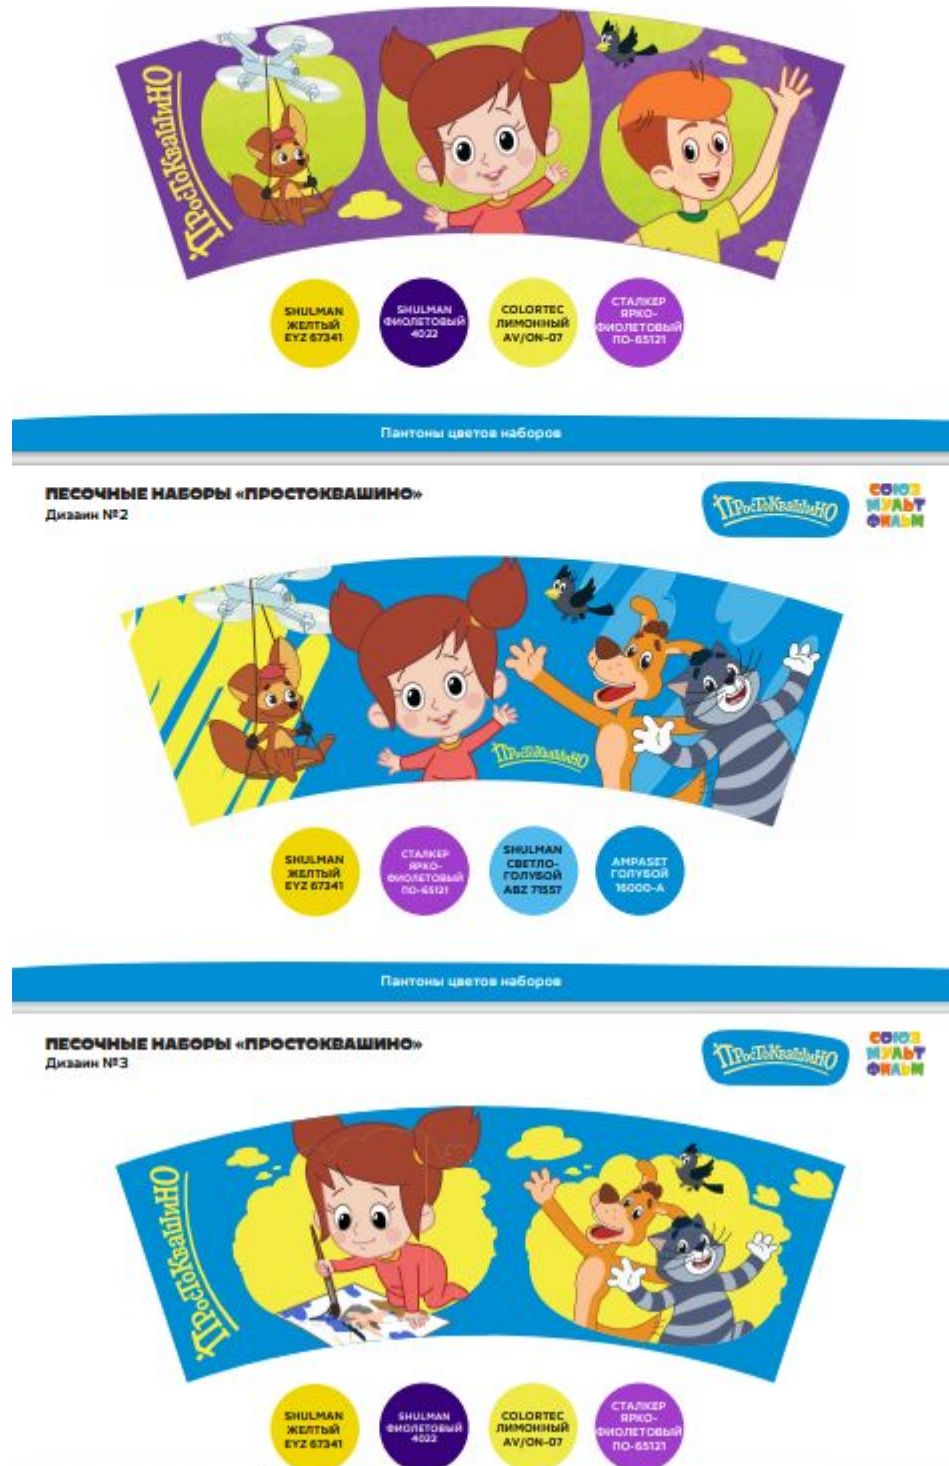 ПРОСТОКВАШИНО
SHULMAN
ЖЕЛТЫЙ
EYZ 67341
SHULMAN
ФИОЛЕТОВЫЙ
4022
COLORTEC
ЛИМОННЫЙ
AV/ON-07
СТАЛКЕР
ЯРКО-
ФИОЛЕТОВЫЙ
ПО-65121
Пантоны цветов наборов
ПЕСОЧНЫЕ НАБОРЫ «ПРОСТОКВАШИНО»
Дизайн №2
ПРОСТОКВАШИНО
СОЮЗ
МУЛЬТ
ФИЛЬМ
ПРОСТОКВАШИНО
SHULMAN
ЖЕЛТЫЙ
EYZ 67341
СТАЛКЕР
ЯРКО-
ФИОЛЕТОВЫЙ
ПО-65121
SHULMAN
СВЕТЛО-
ГОЛУБОЙ
ABZ 71557
AMPASET
ГОЛУБОЙ
16000-A
Пантоны цветов наборов
ПЕСОЧНЫЕ НАБОРЫ «ПРОСТОКВАШИНО»
Дизайн №3
ПРОСТОКВАШИНО
СОЮЗ
МУЛЬТ
ФИЛЬМ
ПРОСТОКВАШИНО
SHULMAN
ЖЕЛТЫЙ
EYZ 67341
SHULMAN
ФИОЛЕТОВЫЙ
4022
COLORTEC
ЛИМОННЫЙ
AV/ON-07
СТАЛКЕР
ЯРКО-
ФИОЛЕТОВЫЙ
ПО-65121